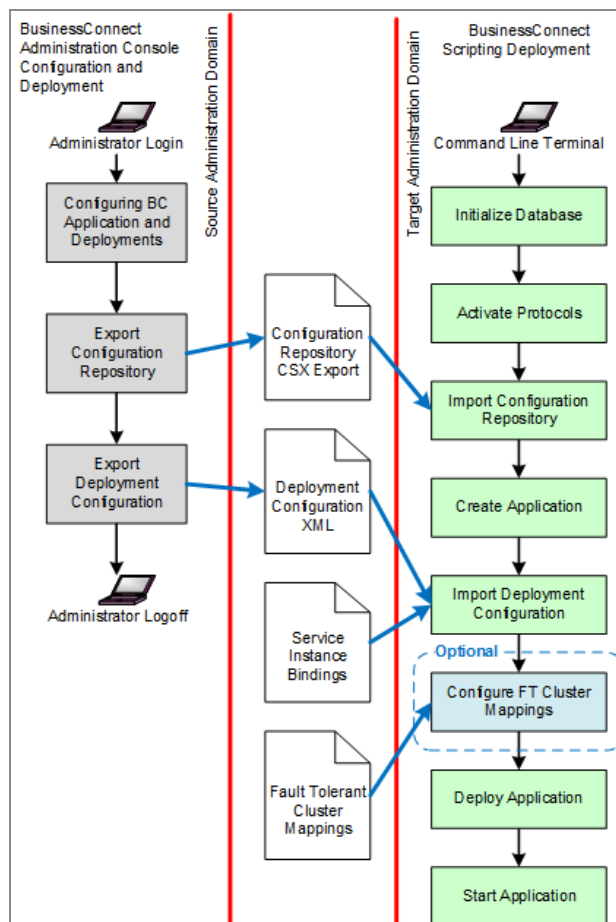 BusinessConnect
Administration Console
Configuration and
Deployment
Administrator Login
Configuring BC
Application and
Deployments
Export
Configuration
Repository
Export
Deployment
Configuration
Administrator Logoff
Source Administration Domain
Configuration
Repository
CSX Export
Deployment
Configuration
XML
Service
Instance
Bindings
Fault Tolerant
Cluster
Mappings
Target Administration Domain
BusinessConnect
Scripting Deployment
Command Line Terminal
Initialize Database
Activate Protocols
Import Configuration
Repository
Create Application
Import Deployment
Configuration
Optional
Configure FT Cluster
Mappings
Deploy Application
Start Application